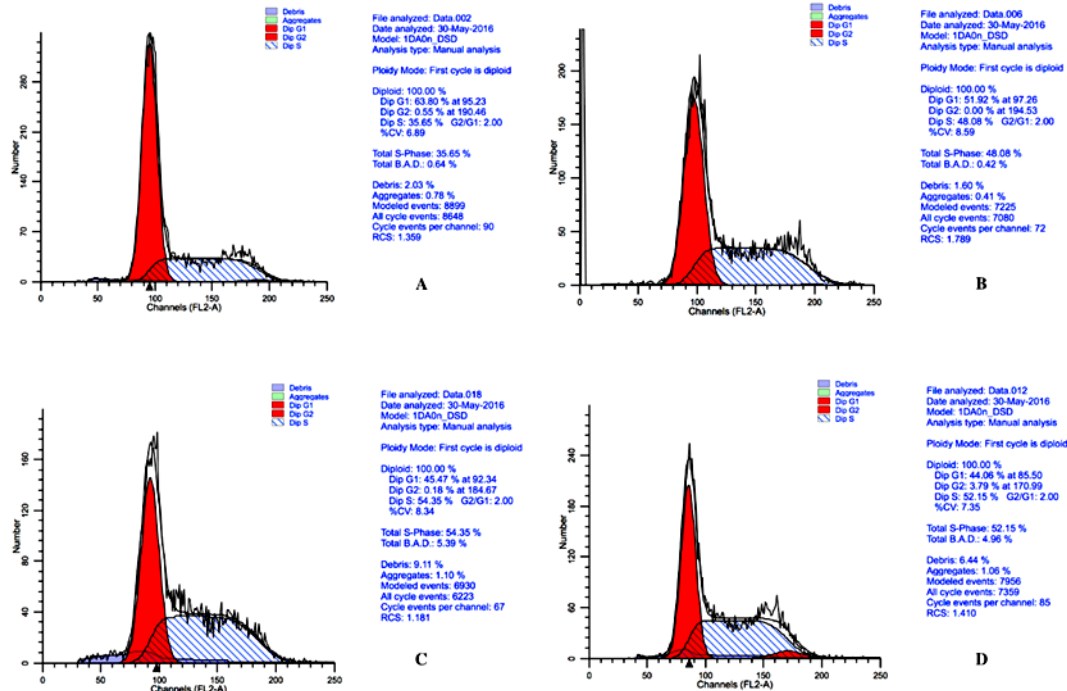 Debris
Aggregates
Dip G1
Dip G2
Dip S
File analyzed: Data.002
Date analyzed: 30-May-2016
Model: 1DA0n_DSD
Analysis type: Manual analysis
Ploidy Mode: First cycle is diploid
Diploid: 100.00 %
Dip G1: 63.80 % at 95.23
Dip G2: 0.55 % at 190.46
Dip S: 35.65 % G2/G1: 2.00
%CV: 6.89
Total S-Phase: 35.65 %
Total B.A.D.: 0.64 %
Debris: 2.03 %
Aggregates: 0.78 %
Modeled events: 8899
All cycle events: 8648
Cycle events per channel: 90
RCS: 1.359
Number
280
210
140
70
0
0 50 100 150 200 250
Channels (FL2-A)
A
Debris
Aggregates
Dip G1
Dip G2
Dip S
File analyzed: Data.006
Date analyzed: 30-May-2016
Model: 1DA0n_DSD
Analysis type: Manual analysis
Ploidy Mode: First cycle is diploid
Diploid: 100.00 %
Dip G1: 51.92 % at 97.26
Dip G2: 0.00 % at 194.53
Dip S: 48.08 % G2/G1: 2.00
%CV: 8.59
Total S-Phase: 48.08 %
Total B.A.D.: 0.42 %
Debris: 1.60 %
Aggregates: 0.41 %
Modeled events: 7225
All cycle events: 7080
Cycle events per channel: 72
RCS: 1.789
Number
200
150
100
50
0
0 50 100 150 200 250
Channels (FL2-A)
B
Debris
Aggregates
Dip G1
Dip G2
Dip S
File analyzed: Data.018
Date analyzed: 30-May-2016
Model: 1DA0n_DSD
Analysis type: Manual analysis
Ploidy Mode: First cycle is diploid
Diploid: 100.00 %
Dip G1: 45.47 % at 92.34
Dip G2: 0.18 % at 184.67
Dip S: 54.35 % G2/G1: 2.00
%CV: 8.34
Total S-Phase: 54.35 %
Total B.A.D.: 5.39 %
Debris: 9.11 %
Aggregates: 1.10 %
Modeled events: 6930
All cycle events: 6223
Cycle events per channel: 67
RCS: 1.181
Number
160
120
80
40
0
0 50 100 150 200 250
Channels (FL2-A)
C
Debris
Aggregates
Dip G1
Dip G2
Dip S
File analyzed: Data.012
Date analyzed: 30-May-2016
Model: 1DA0n_DSD
Analysis type: Manual analysis
Ploidy Mode: First cycle is diploid
Diploid: 100.00 %
Dip G1: 44.06 % at 85.50
Dip G2: 3.79 % at 170.99
Dip S: 52.15 % G2/G1: 2.00
%CV: 7.35
Total S-Phase: 52.15 %
Total B.A.D.: 4.96 %
Debris: 6.44 %
Aggregates: 1.06 %
Modeled events: 7956
All cycle events: 7359
Cycle events per channel: 85
RCS: 1.410
Number
240
180
120
60
0
0 50 100 150 200 250
Channels (FL2-A)
D